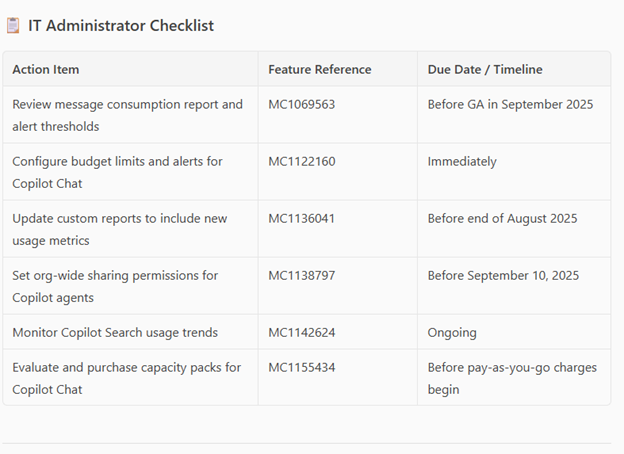 📋 IT Administrator Checklist
Action Item Feature Reference Due Date / Timeline
Review message consumption report and MC1069563 Before GA in September 2025
alert thresholds
Configure budget limits and alerts for MC1122160 Immediately
Copilot Chat
Update custom reports to include new MC1136041 Before end of August 2025
usage metrics
Set org-wide sharing permissions for MC1138797 Before September 10, 2025
Copilot agents
Monitor Copilot Search usage trends MC1142624 Ongoing
Evaluate and purchase capacity packs for MC1155434 Before pay-as-you-go charges
Copilot Chat begin